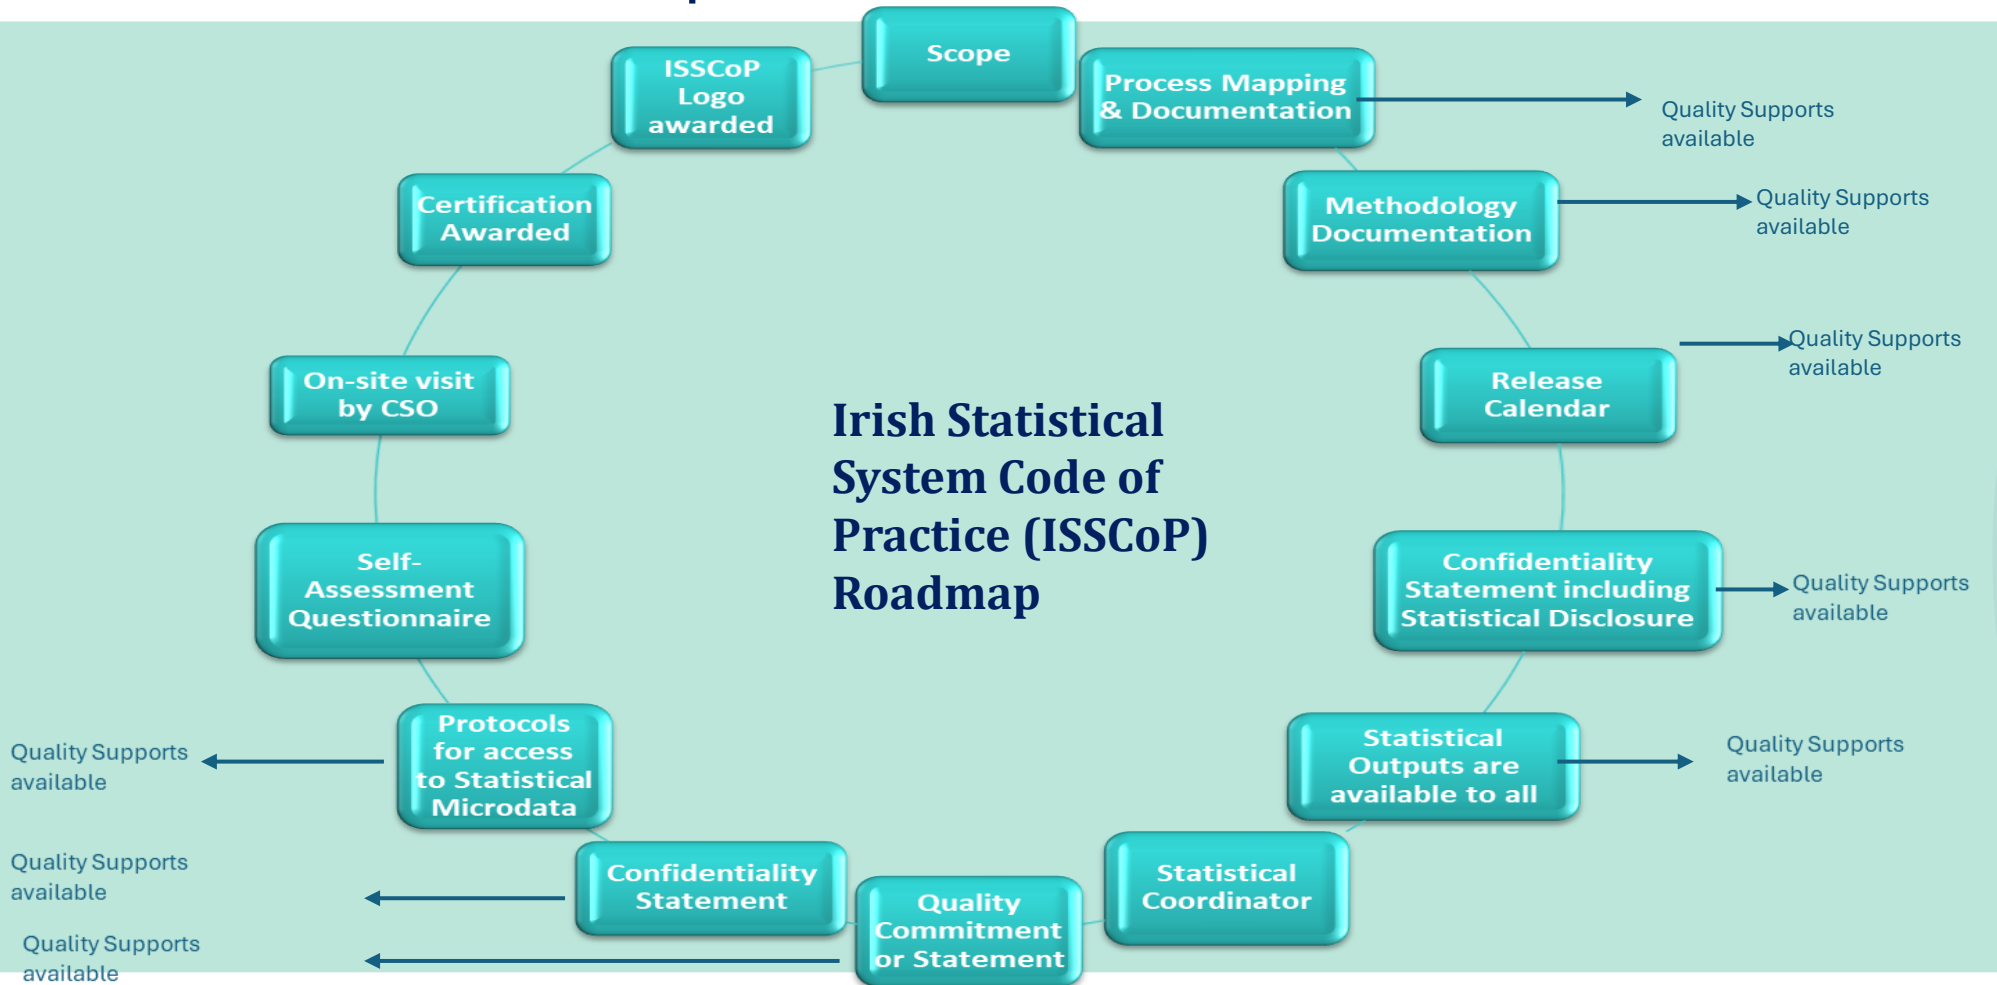 Scope
Process Mapping
& Documentation
Quality Supports
available
Methodology
Documentation
Quality Supports
available
Release
Calendar
Quality Supports
available
Confidentiality
Statement including
Statistical Disclosure
Quality Supports
available
Statistical
Outputs are
available to all
Quality Supports
available
Statistical
Coordinator
Quality
Commitment
or Statement
Quality Supports
available
Confidentiality
Statement
Quality Supports
available
Protocols
for access
to Statistical
Microdata
Quality Supports
available
Self-
Assessment
Questionnaire
On-site visit
by CSO
Certification
Awarded
ISSCoP
Logo
awarded
Irish Statistical
System Code of
Practice (ISSCoP)
Roadmap